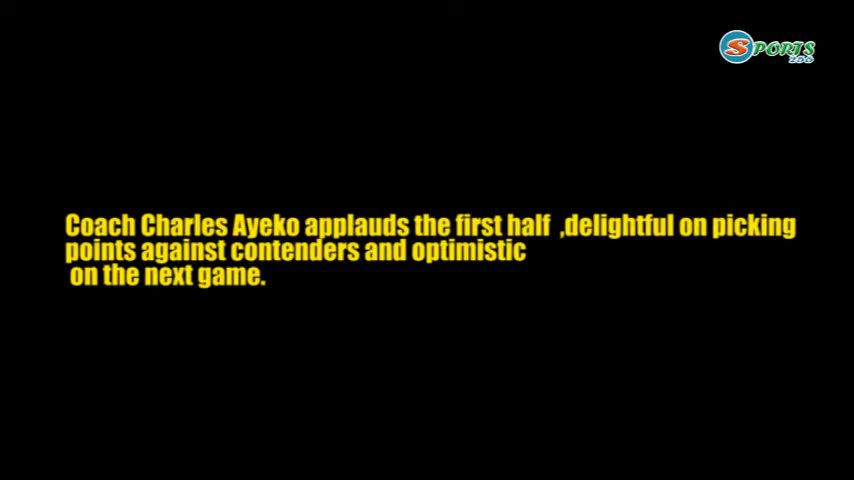 SPORTS
ZOG
Coach Charles Ayeko applauds the first half ,delightful on picking
points against contenders and optimistic
on the next game.